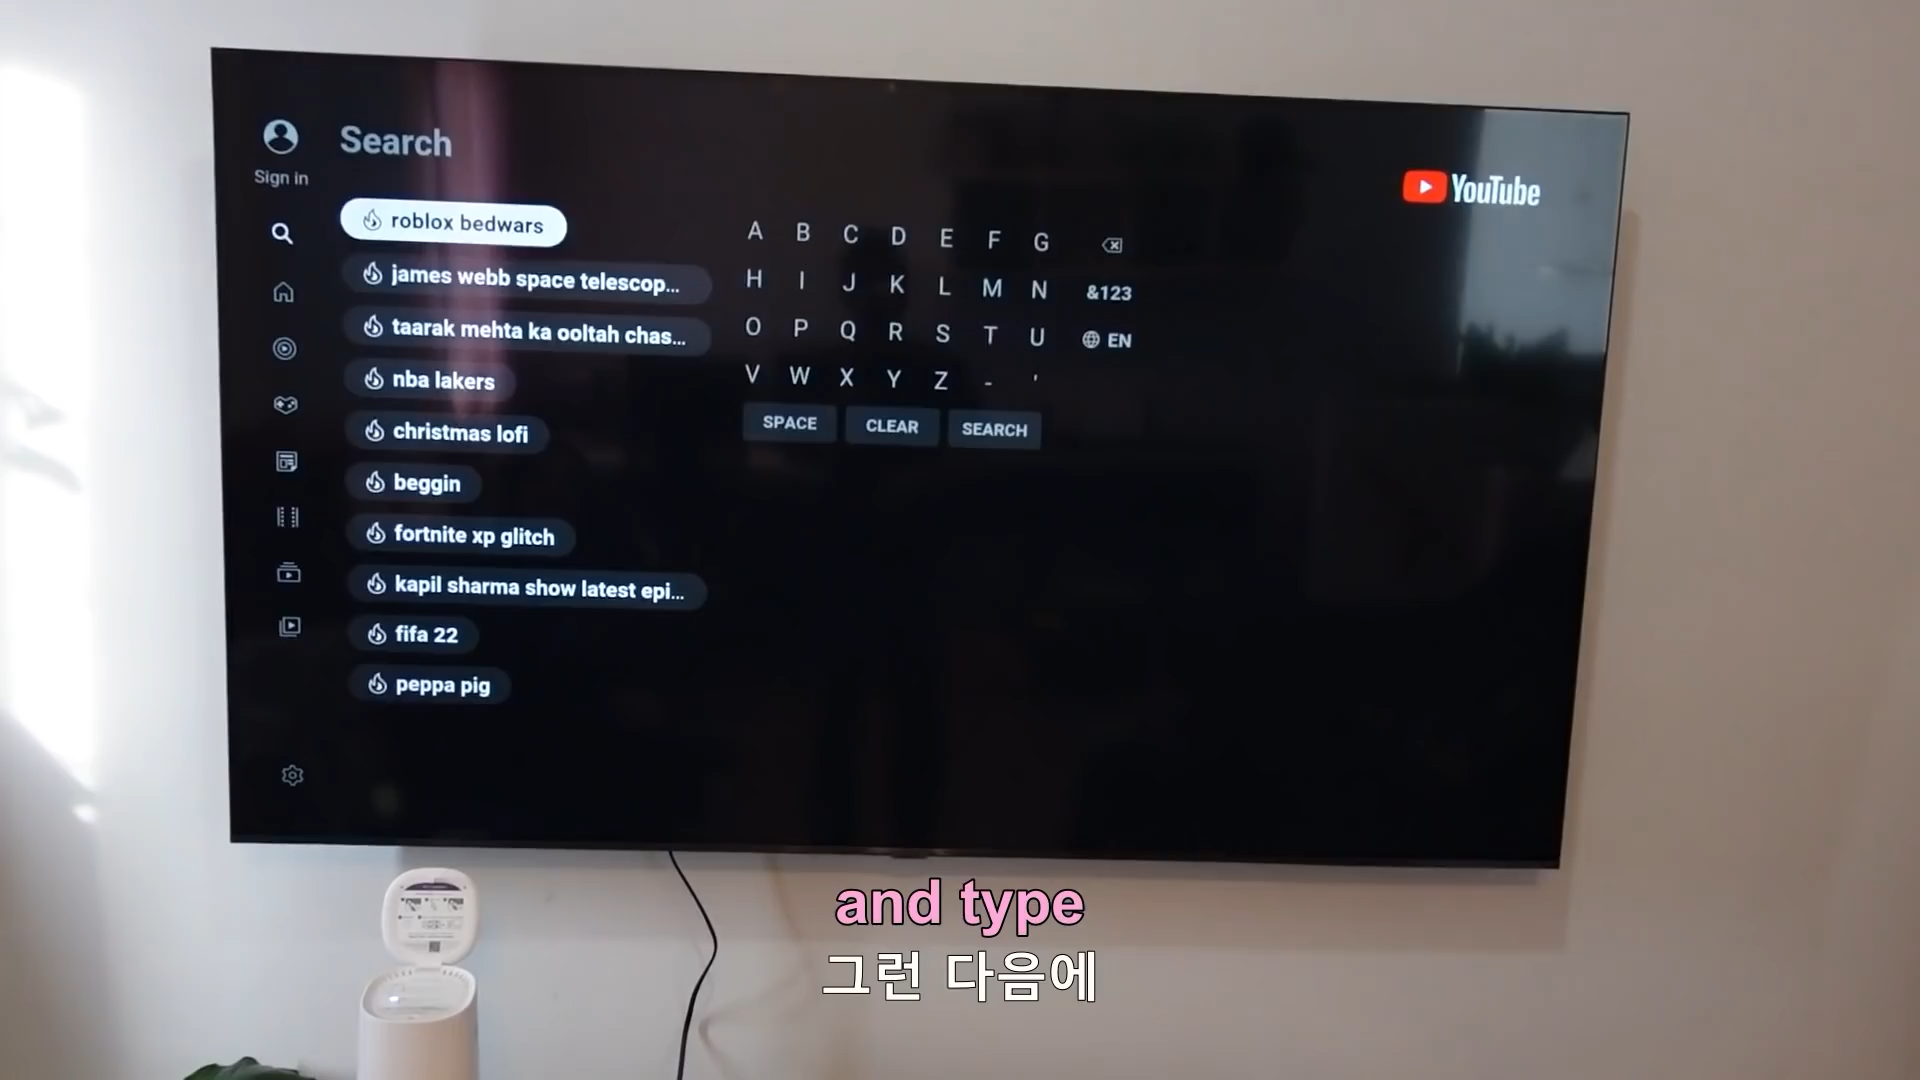 Search
Sign in
YouTube
roblox bedwars
james webb space telescop...
taarak mehta ka ooltah chas...
nba lakers
christmas lofi
beggin
fortnite xp glitch
kapil sharma show latest epi...
fifa 22
peppa pig
A B C D E F G
H I J K L M N &123
O P Q R S T U EN
V W X Y Z - '
SPACE CLEAR SEARCH
and type
그런 다음에